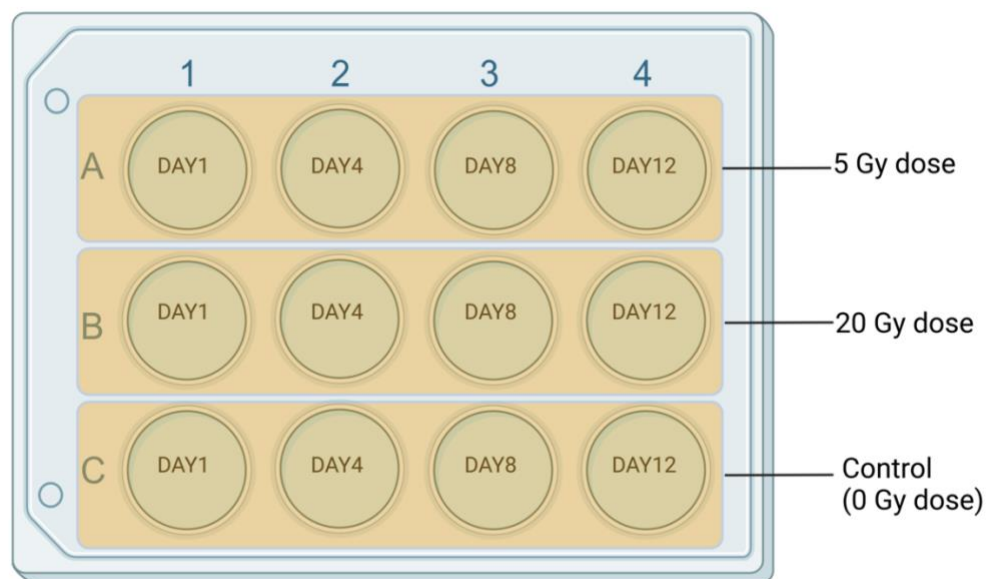 1 2 3 4
A DAY1 DAY4 DAY8 DAY12 5 Gy dose
B DAY1 DAY4 DAY8 DAY12 20 Gy dose
C DAY1 DAY4 DAY8 DAY12 Control
(0 Gy dose)